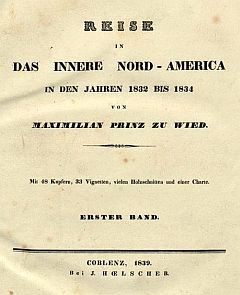 REISE
IN
DAS INNERE NORD-AMERICA
IN DEN JAHREN 1832 BIS 1834
VON
MAXIMILIAN PRINZ ZU WIED.
Mit 48 Kupfern, 33 Vignetten, vielen Holzschnitten und einer Charte.
ERSTER BAND.
COBLENZ, 1839.
Bei J. HŒLSCHER.